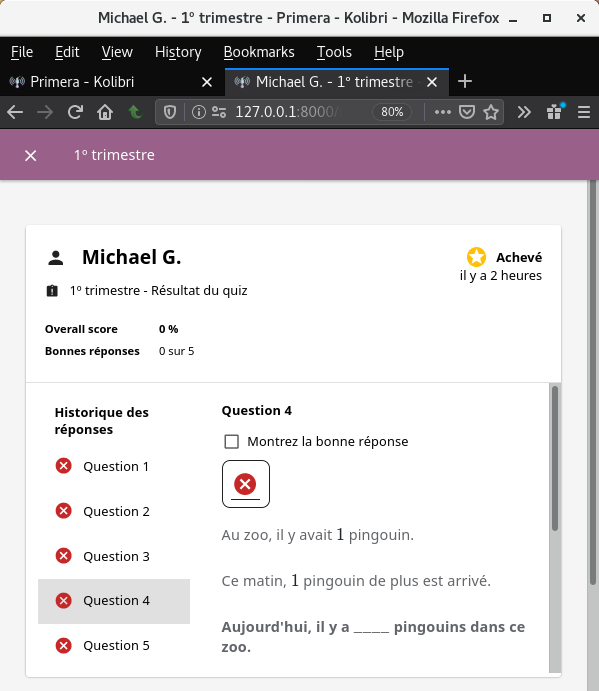 Michael G. - 1º trimestre - Primera - Kolibri - Mozilla Firefox
File Edit View History Bookmarks Tools Help
Primera - Kolibri
Michael G. - 1º trimestre
127.0.0.1:8000/
80%
1º trimestre
Michael G.
Achevé
il y a 2 heures
1º trimestre - Résultat du quiz
Overall score 0 %
Bonnes réponses 0 sur 5
Historique des
réponses
Question 1
Question 2
Question 3
Question 4
Question 5
Question 4
Montrez la bonne réponse
Au zoo, il y avait 1 pingouin.
Ce matin, 1 pingouin de plus est arrivé.
Aujourd'hui, il y a ____ pingouins dans ce
zoo.